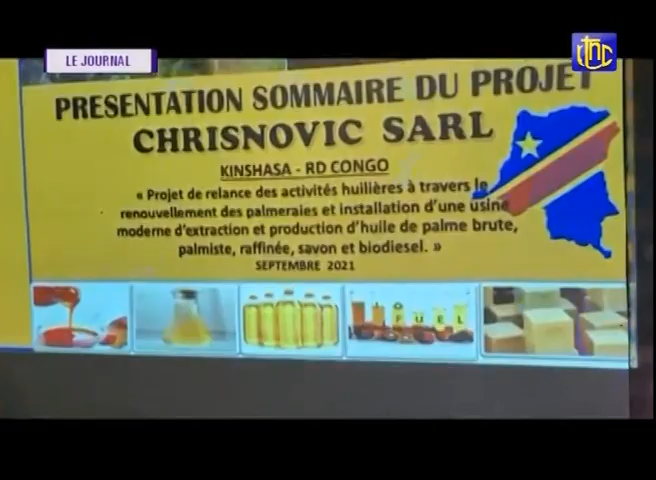 LE JOURNAL
PRESENTATION SOMMAIRE DU PROJET
CHRISNOVIC SARL
KINSHASA - RD CONGO
« Projet de relance des activités huilières à travers le
renouvellement des palmeraies et installation d'une usine
moderne d'extraction et production d'huile de palme brute,
palmiste, raffinée, savon et biodiesel. »
SEPTEMBRE 2021
FUEL